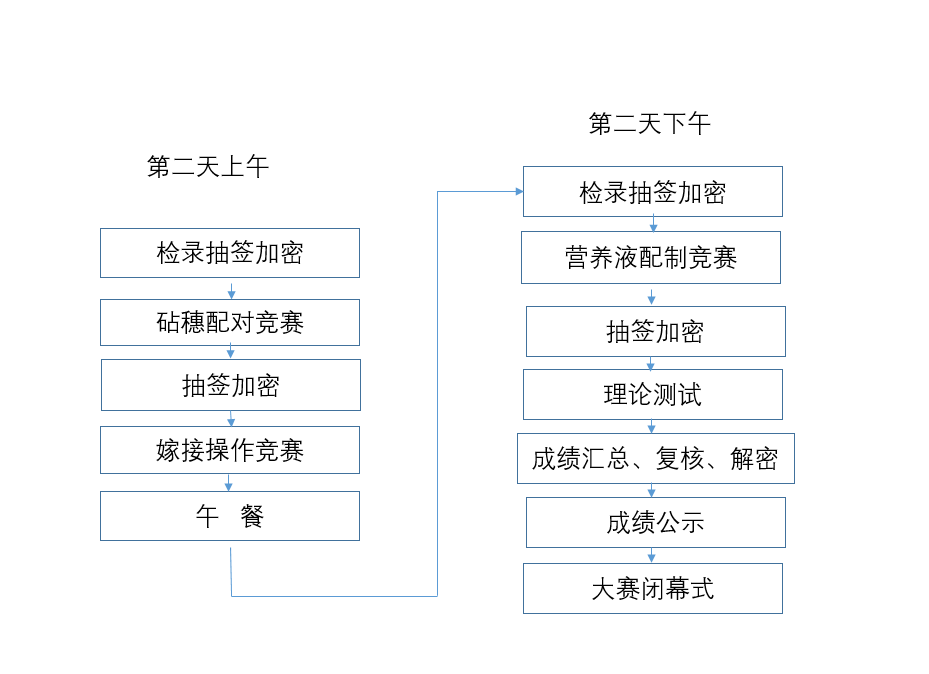 第二天上午
检录抽签加密
砧穗配对竞赛
抽签加密
嫁接操作竞赛
午 餐
第二天下午
检录抽签加密
营养液配制竞赛
抽签加密
理论测试
成绩汇总、复核、解密
成绩公示
大赛闭幕式